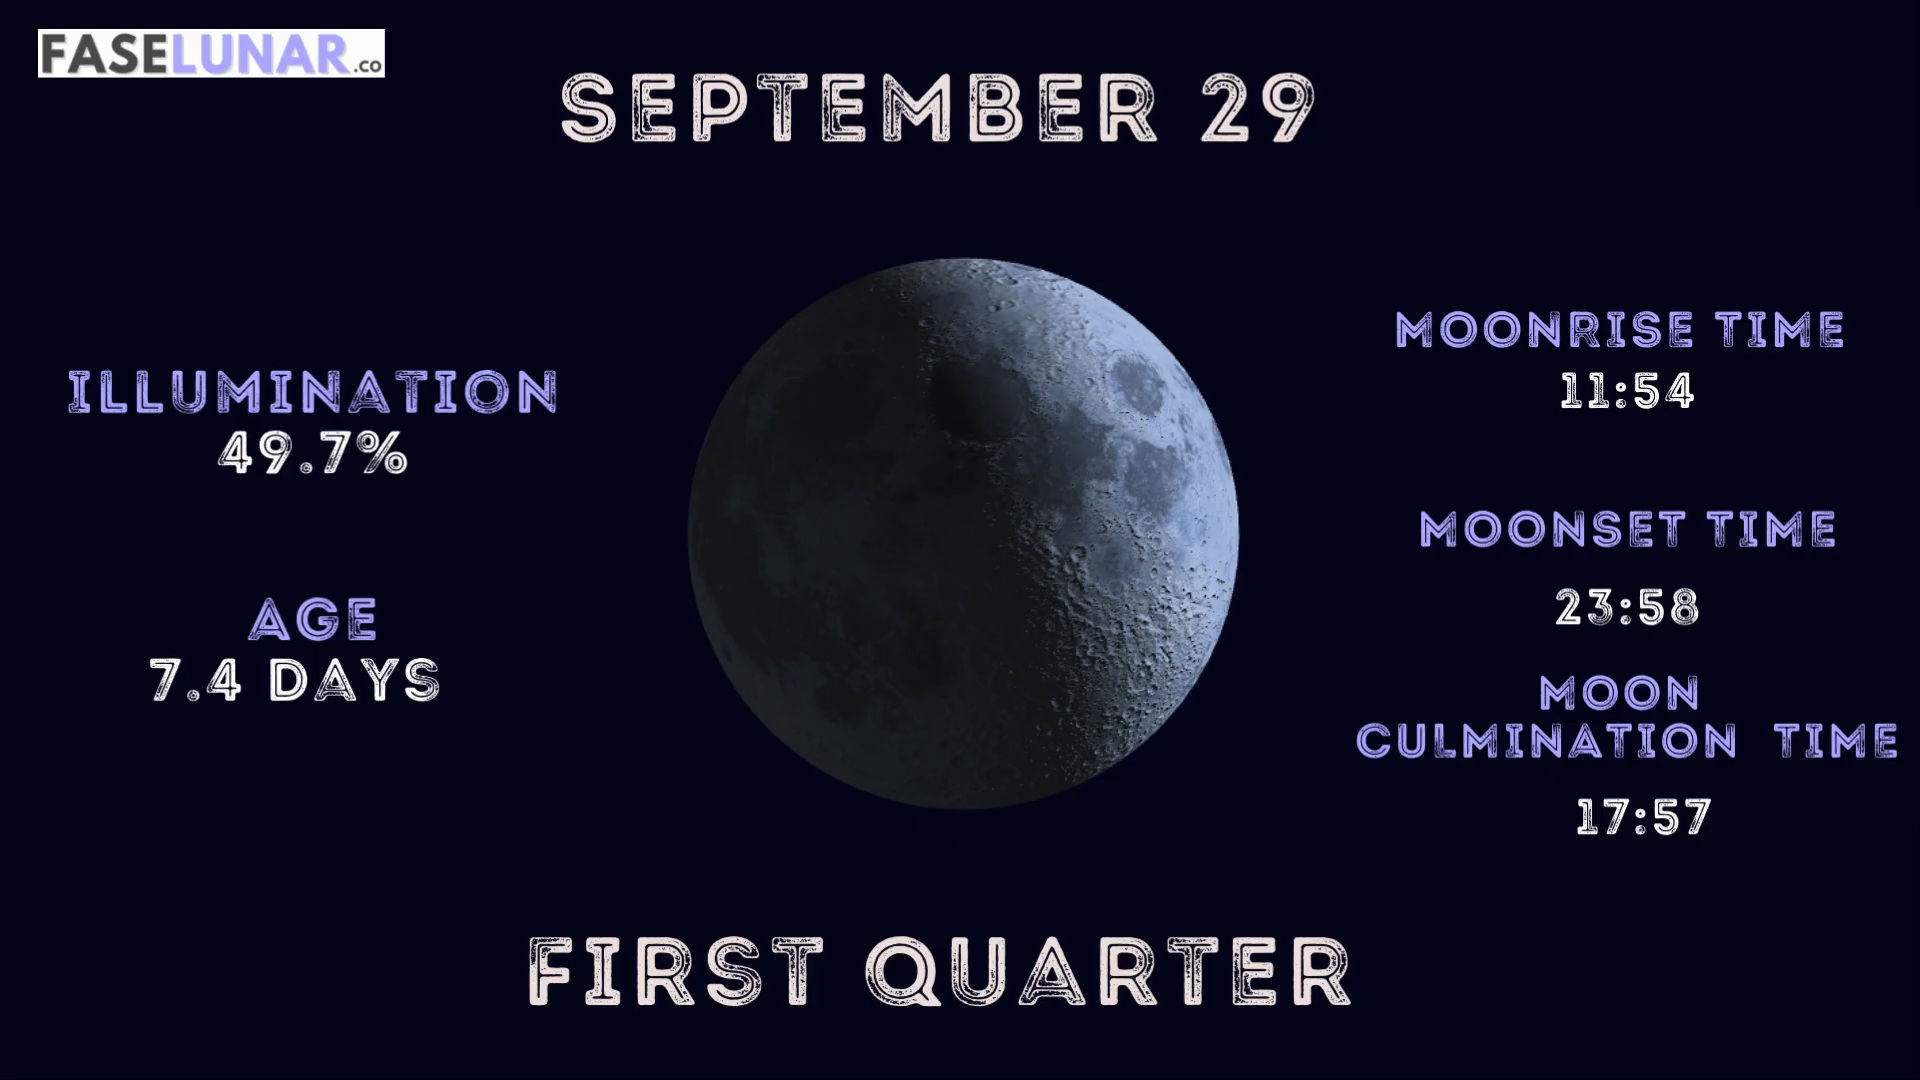 FASELUNAR.co
SEPTEMBER 29
ILLUMINATION
49.7%
AGE
7.4 DAYS
MOONRISE TIME
11:54
MOONSET TIME
23:58
MOON
CULMINATION TIME
17:57
FIRST QUARTER